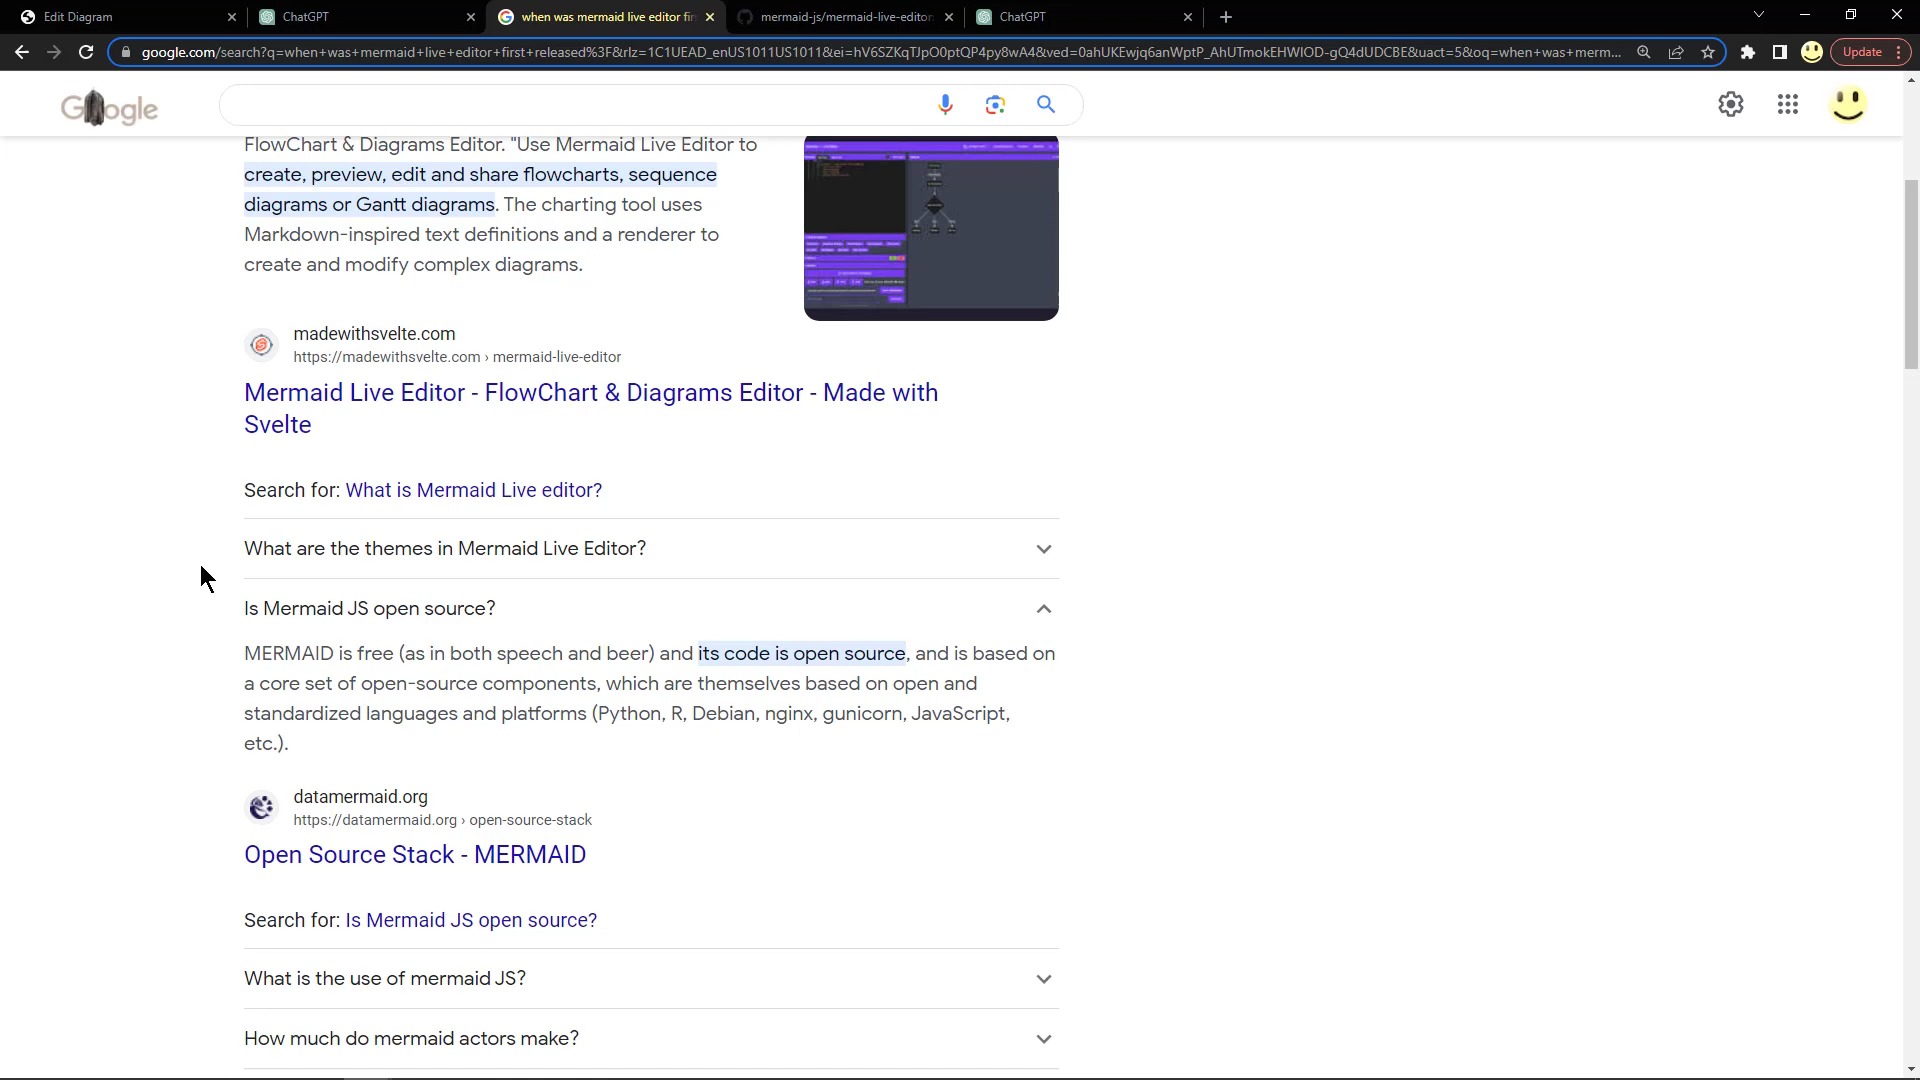 Edit Diagram
ChatGPT
when was mermaid live editor fir
mermaid-js/mermaid-live-editor:
ChatGPT
google.com/search?q=when+was+mermaid+live+editor+first+released%3F&rlz=1C1UEAD_enUS1011US1011&ei=hV6SZKqTJpO0ptQP4py8wA4&ved=0ahUKEwjq6anWptP_AhUTmokEHWIOD-gQ4dUDCBE&uact=5&oq=when+was+merm...
Update
Google
FlowChart & Diagrams Editor. "Use Mermaid Live Editor to
create, preview, edit and share flowcharts, sequence
diagrams or Gantt diagrams. The charting tool uses
Markdown-inspired text definitions and a renderer to
create and modify complex diagrams.
madewithsvelte.com
https://madewithsvelte.com › mermaid-live-editor
Mermaid Live Editor - FlowChart & Diagrams Editor - Made with
Svelte
Search for: What is Mermaid Live editor?
What are the themes in Mermaid Live Editor?
Is Mermaid JS open source?
MERMAID is free (as in both speech and beer) and its code is open source, and is based on
a core set of open-source components, which are themselves based on open and
standardized languages and platforms (Python, R, Debian, nginx, gunicorn, JavaScript,
etc.).
datamermaid.org
https://datamermaid.org › open-source-stack
Open Source Stack - MERMAID
Search for: Is Mermaid JS open source?
What is the use of mermaid JS?
How much do mermaid actors make?